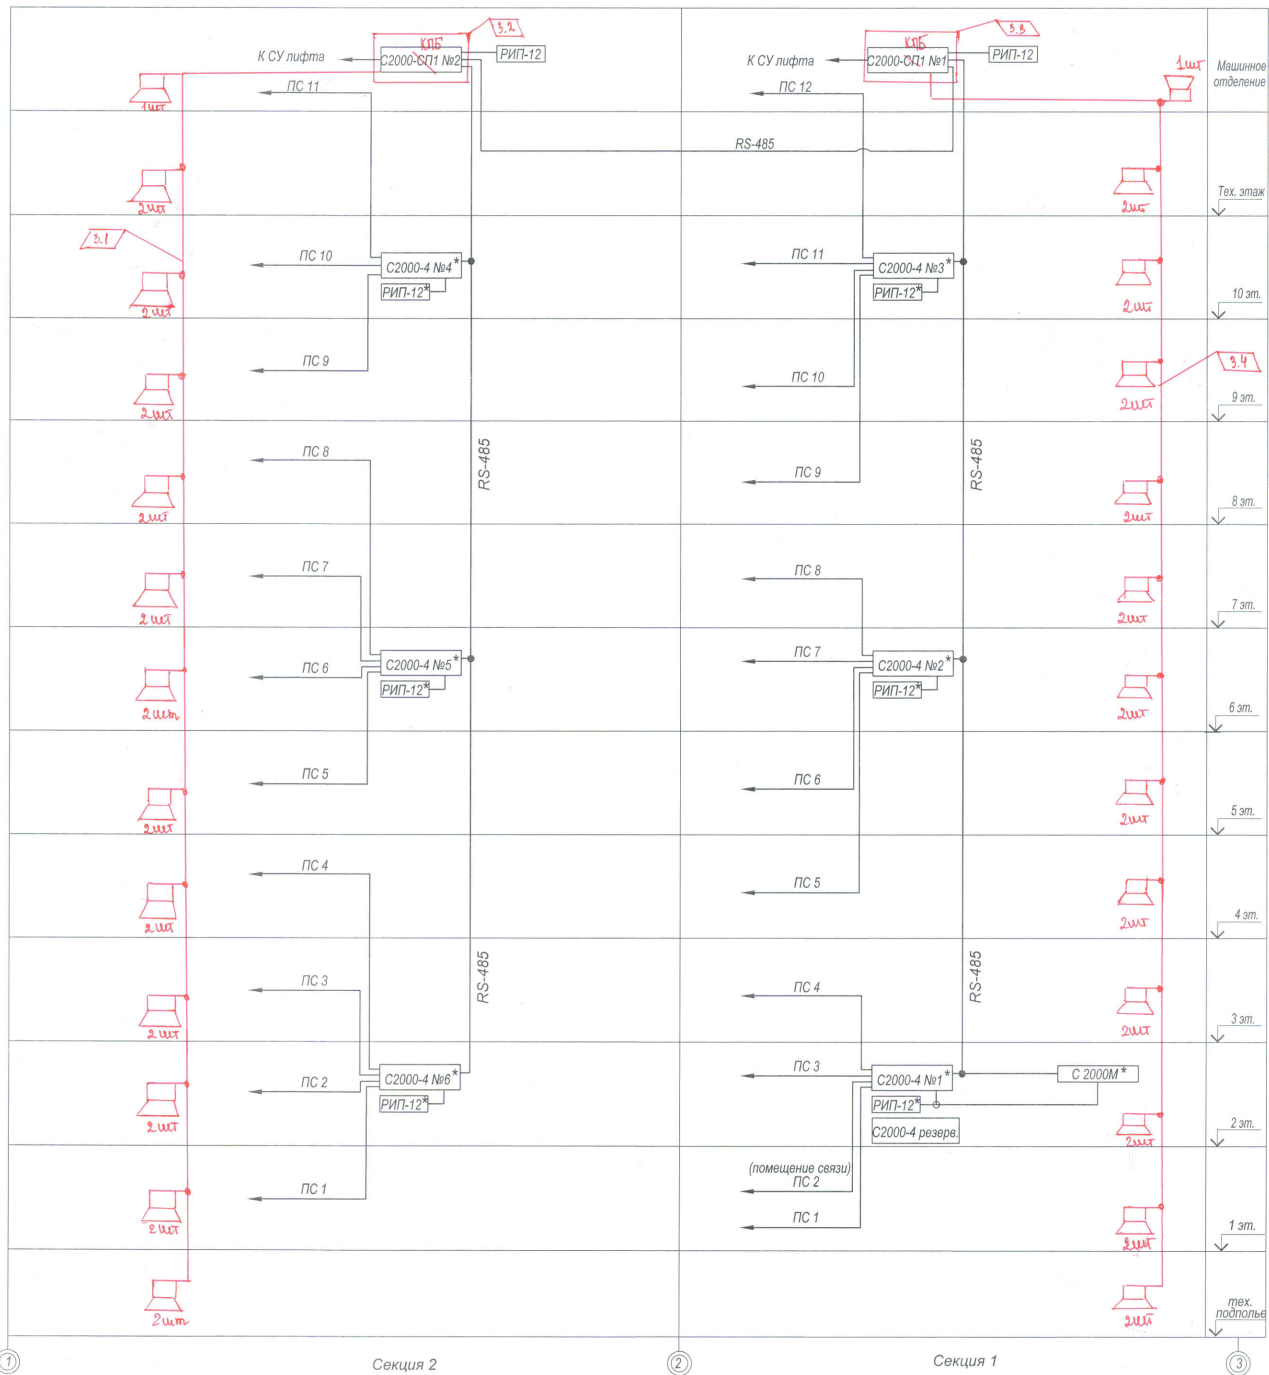 3.2
3.3
КПБ
КПБ
К СУ лифта
С2000-СП1 №2
РИП-12
К СУ лифта
С2000-СП1 №1
РИП-12
1шт
Машинное
отделение
1шт
ПС 11
ПС 12
RS-485
2шт
2шт
Тех. этаж
3.1
ПС 10
С2000-4 №4*
РИП-12*
ПС 11
С2000-4 №3*
РИП-12*
2шт
2шт
10 эт.
ПС 9
ПС 10
3.4
2шт
2шт
9 эт.
ПС 8
RS-485
ПС 9
RS-485
2шт
2шт
8 эт.
ПС 7
ПС 8
2шт
2шт
7 эт.
ПС 6
С2000-4 №5*
РИП-12*
ПС 7
С2000-4 №2*
РИП-12*
2шт
2шт
6 эт.
ПС 5
ПС 6
2шт
2шт
5 эт.
ПС 4
ПС 5
2шт
2шт
4 эт.
ПС 3
RS-485
ПС 4
RS-485
2шт
2шт
3 эт.
ПС 2
С2000-4 №6*
РИП-12*
ПС 3
С2000-4 №1*
С 2000М *
РИП-12*
С2000-4 резерв.
2шт
2шт
2 эт.
(помещение связи)
ПС 2
ПС 1
ПС 1
2шт
2шт
1 эт.
2шт
2шт
тех.
подполье
1
Секция 2
2
Секция 1
3